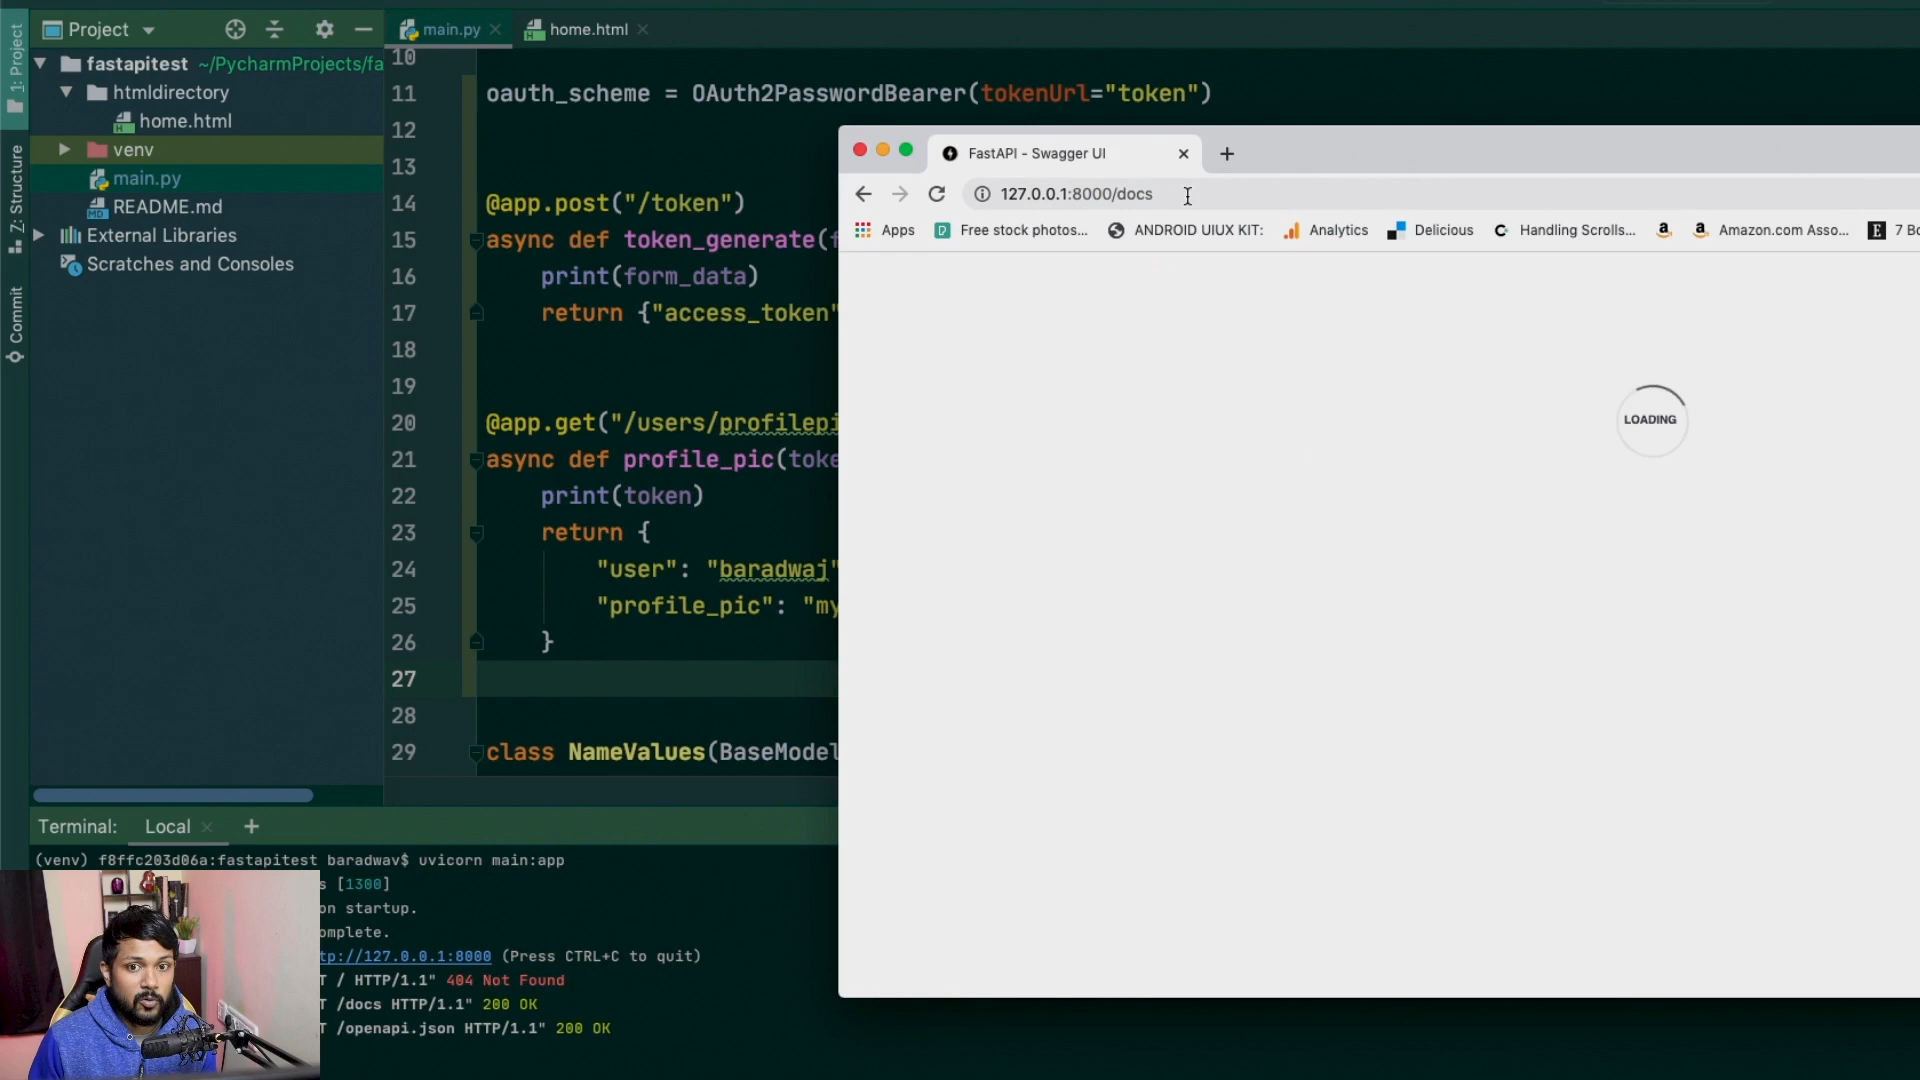 1: Project
Z: Structure
Commit
Project
fastapitest ~/PycharmProjects/fa
htmldirectory
home.html
venv
main.py
README.md
External Libraries
Scratches and Consoles
main.py
home.html
10
11 oauth_scheme = OAuth2PasswordBearer(tokenUrl="token")
12
13
14 @app.post("/token")
15 async def token_generate(f
16 print(form_data)
17 return {"access_token"
18
19
20 @app.get("/users/profilepi
21 async def profile_pic(toke
22 print(token)
23 return {
24 "user": "baradwaj"
25 "profile_pic": "my
26 }
27
28
29 class NameValues(BaseModel
FastAPI - Swagger UI
127.0.0.1:8000/docs
Apps
Free stock photos...
ANDROID UIUX KIT:
Analytics
Delicious
Handling Scrolls...
Amazon.com Asso...
7 Bo
LOADING
Terminal: Local
(venv) f8ffc203d06a:fastapitest baradwav$ uvicorn main:app
s [1300]
on startup.
omplete.
tp://127.0.0.1:8000 (Press CTRL+C to quit)
T / HTTP/1.1" 404 Not Found
T /docs HTTP/1.1" 200 OK
T /openapi.json HTTP/1.1" 200 OK